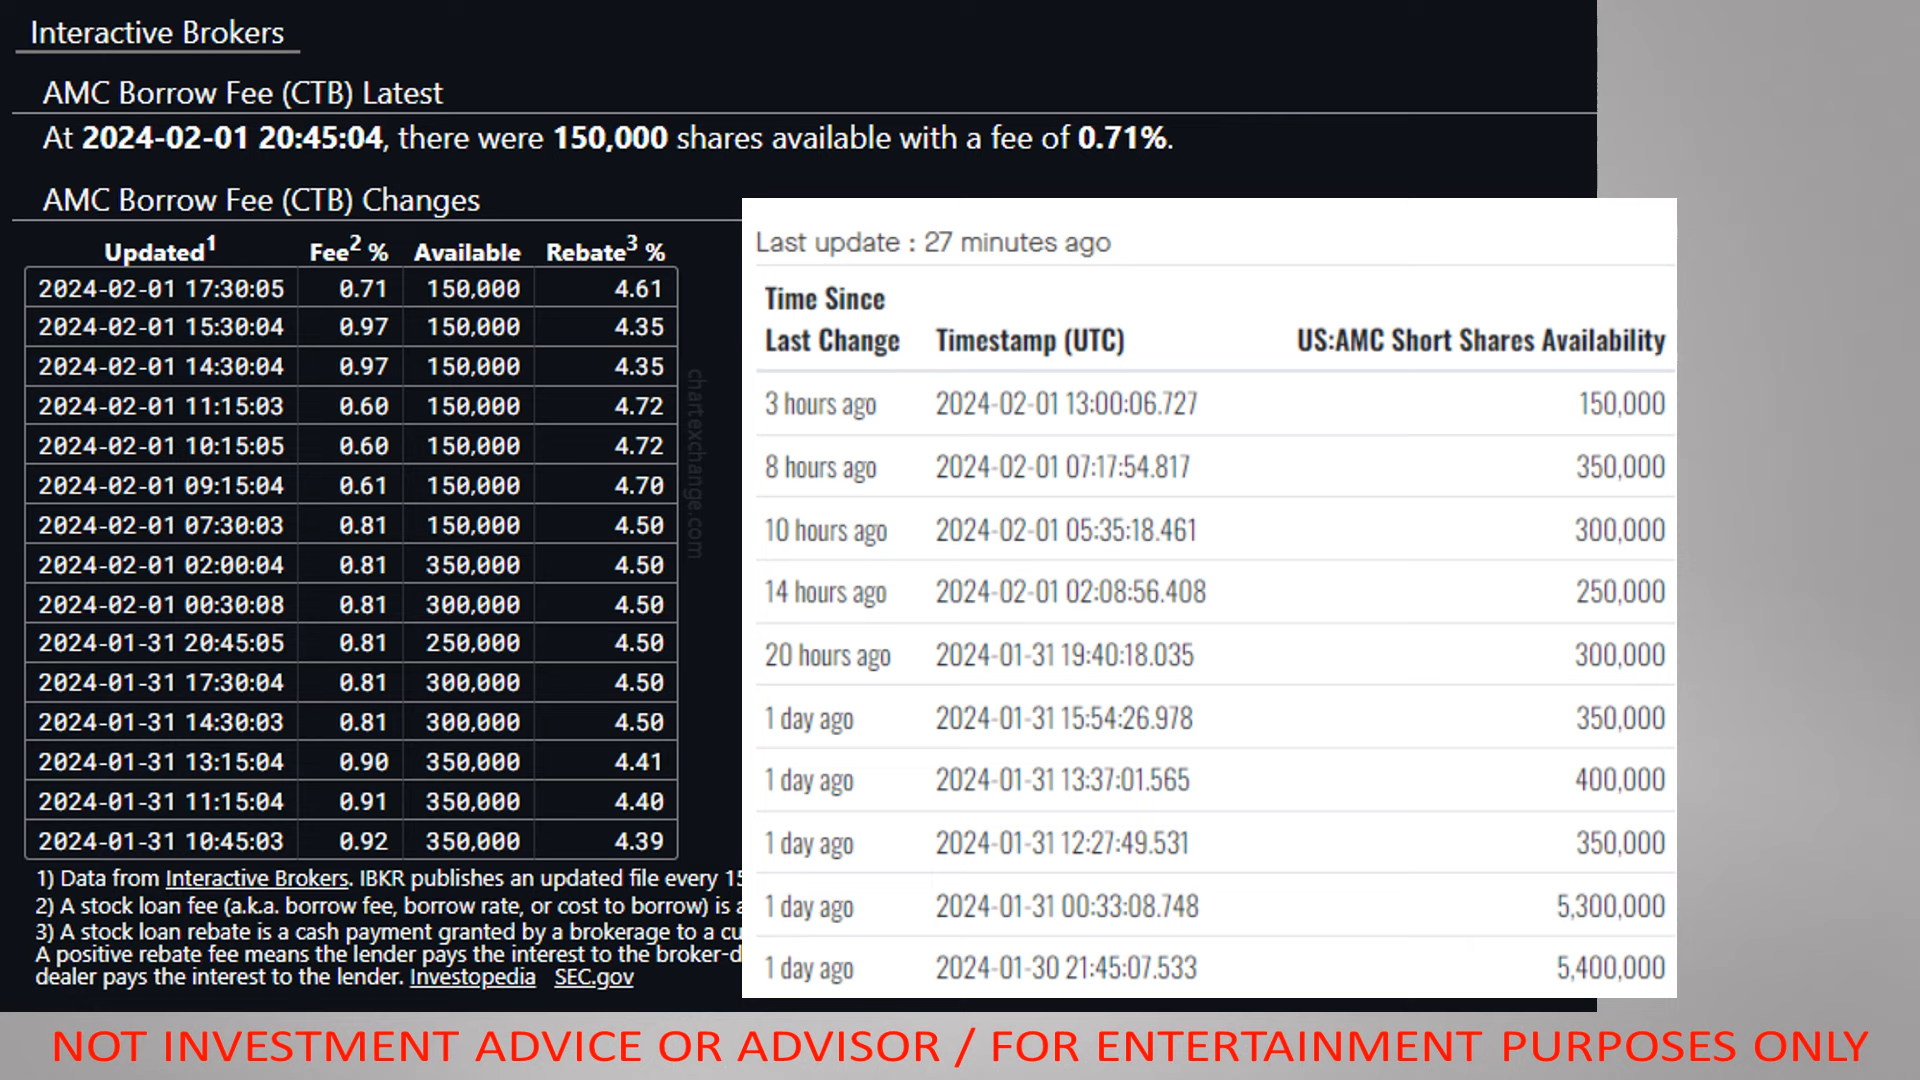 Interactive Brokers
AMC Borrow Fee (CTB) Latest
At 2024-02-01 20:45:04, there were 150,000 shares available with a fee of 0.71%.
AMC Borrow Fee (CTB) Changes
Updated1 Fee2 % Available Rebate3 %
2024-02-01 17:30:05 0.71 150,000 4.61
2024-02-01 15:30:04 0.97 150,000 4.35
2024-02-01 14:30:04 0.97 150,000 4.35
2024-02-01 11:15:03 0.60 150,000 4.72
2024-02-01 10:15:05 0.60 150,000 4.72
2024-02-01 09:15:04 0.61 150,000 4.70
2024-02-01 07:30:03 0.81 150,000 4.50
2024-02-01 02:00:04 0.81 350,000 4.50
2024-02-01 00:30:08 0.81 300,000 4.50
2024-01-31 20:45:05 0.81 250,000 4.50
2024-01-31 17:30:04 0.81 300,000 4.50
2024-01-31 14:30:03 0.81 300,000 4.50
2024-01-31 13:15:04 0.90 350,000 4.41
2024-01-31 11:15:04 0.91 350,000 4.40
2024-01-31 10:45:03 0.92 350,000 4.39
chartexchange.com
1) Data from Interactive Brokers. IBKR publishes an updated file every 15
2) A stock loan fee (a.k.a. borrow fee, borrow rate, or cost to borrow) is a
3) A stock loan rebate is a cash payment granted by a brokerage to a cu
A positive rebate fee means the lender pays the interest to the broker-d
dealer pays the interest to the lender. Investopedia SEC.gov
Last update : 27 minutes ago
Time Since
Last Change Timestamp (UTC) US:AMC Short Shares Availability
3 hours ago 2024-02-01 13:00:06.727 150,000
8 hours ago 2024-02-01 07:17:54.817 350,000
10 hours ago 2024-02-01 05:35:18.461 300,000
14 hours ago 2024-02-01 02:08:56.408 250,000
20 hours ago 2024-01-31 19:40:18.035 300,000
1 day ago 2024-01-31 15:54:26.978 350,000
1 day ago 2024-01-31 13:37:01.565 400,000
1 day ago 2024-01-31 12:27:49.531 350,000
1 day ago 2024-01-31 00:33:08.748 5,300,000
1 day ago 2024-01-30 21:45:07.533 5,400,000
NOT INVESTMENT ADVICE OR ADVISOR / FOR ENTERTAINMENT PURPOSES ONLY